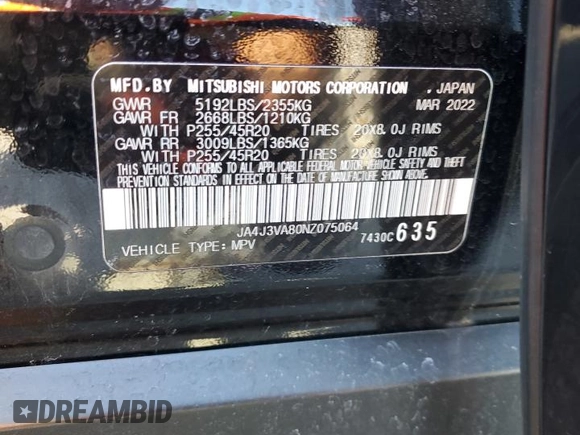 MFD.BY MITSUBISHI MOTORS CORPORATION . JAPAN
GVWR 5192LBS/2355KG MAR 2022
GAWR FR 2668LBS/1210KG
WITH P255/45R20 TIRES 20X8.0J RIMS
GAWR RR 3009LBS/1365KG
WITH P255/45R20 TIRES 20X8.0J RIMS
THIS VEHICLE CONFORMS TO ALL APPLICABLE FEDERAL MOTOR VEHICLE SAFETY AND THEFT
PREVENTION STANDARDS IN EFFECT ON THE DATE OF MANUFACTURE SHOWN ABOVE.
JA4J3VA80NZ075064
VEHICLE TYPE:MPV 7430C635
DREAMBID